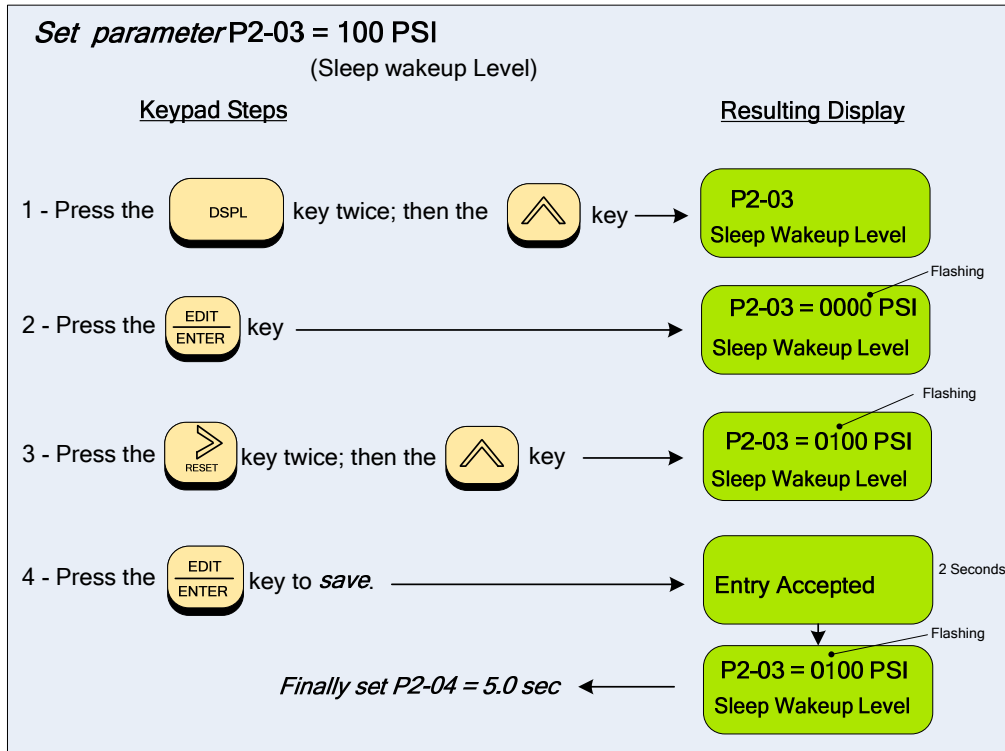 Set parameter P2-03 = 100 PSI
(Sleep wakeup Level)
Keypad Steps
Resulting Display
1 - Press the DSPL key twice; then the key
P2-03
Sleep Wakeup Level
Flashing
2 - Press the EDIT ENTER key
P2-03 = 0000 PSI
Sleep Wakeup Level
Flashing
3 - Press the RESET key twice; then the key
P2-03 = 0100 PSI
Sleep Wakeup Level
4 - Press the EDIT ENTER key to save.
Entry Accepted
2 Seconds
Flashing
P2-03 = 0100 PSI
Sleep Wakeup Level
Finally set P2-04 = 5.0 sec